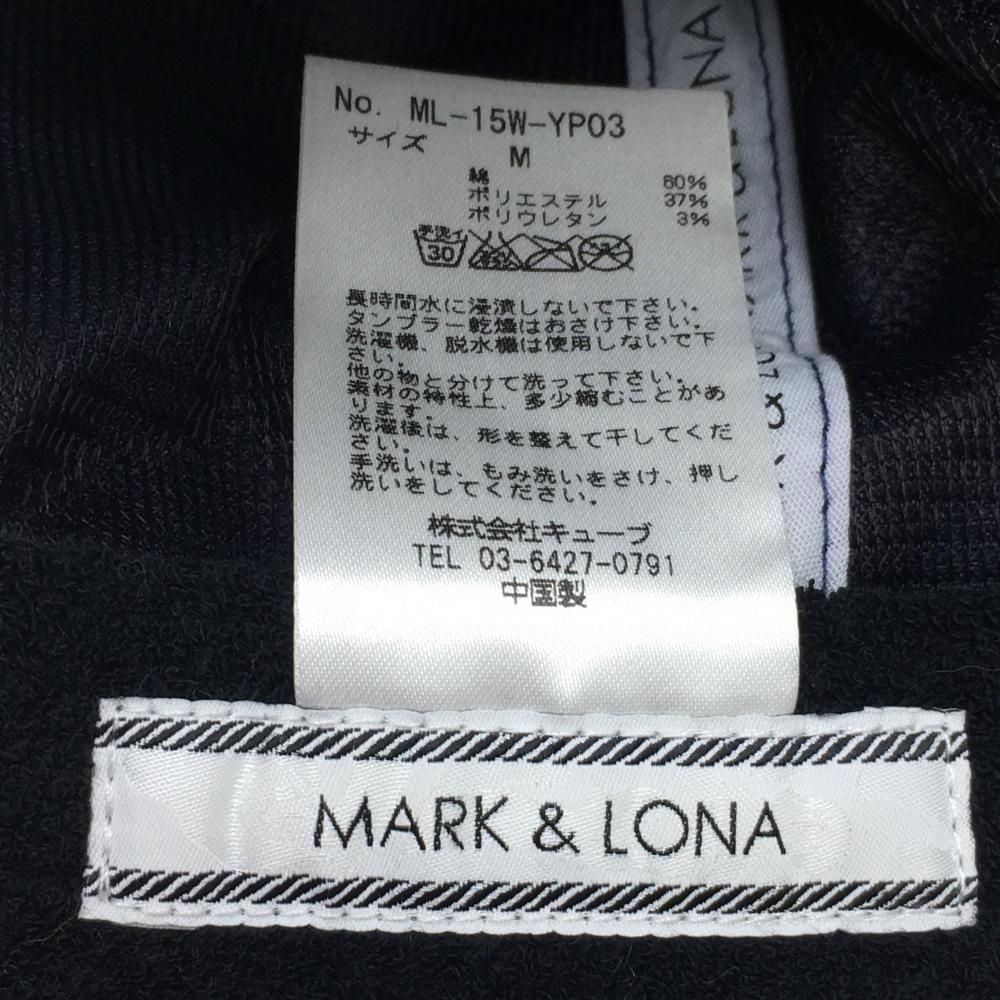 No. ML-15W-YP03
サイズ M
綿 60%
ポリエステル 37%
ポリウレタン 3%
手洗イ
30
長時間水に浸漬しないで下さい。
タンブラー乾燥はおさけ下さい。
洗濯機、脱水機は使用しないで下
さい。
他の物と分けて洗って下さい。
素材の特性上、多少縮むことがあ
ります。
洗濯後は、形を整えて干してくだ
さい。
手洗いは、もみ洗いをさけ、押し
洗いをしてください。
株式会社キューブ
TEL 03-6427-0791
中国製
MARK & LONA